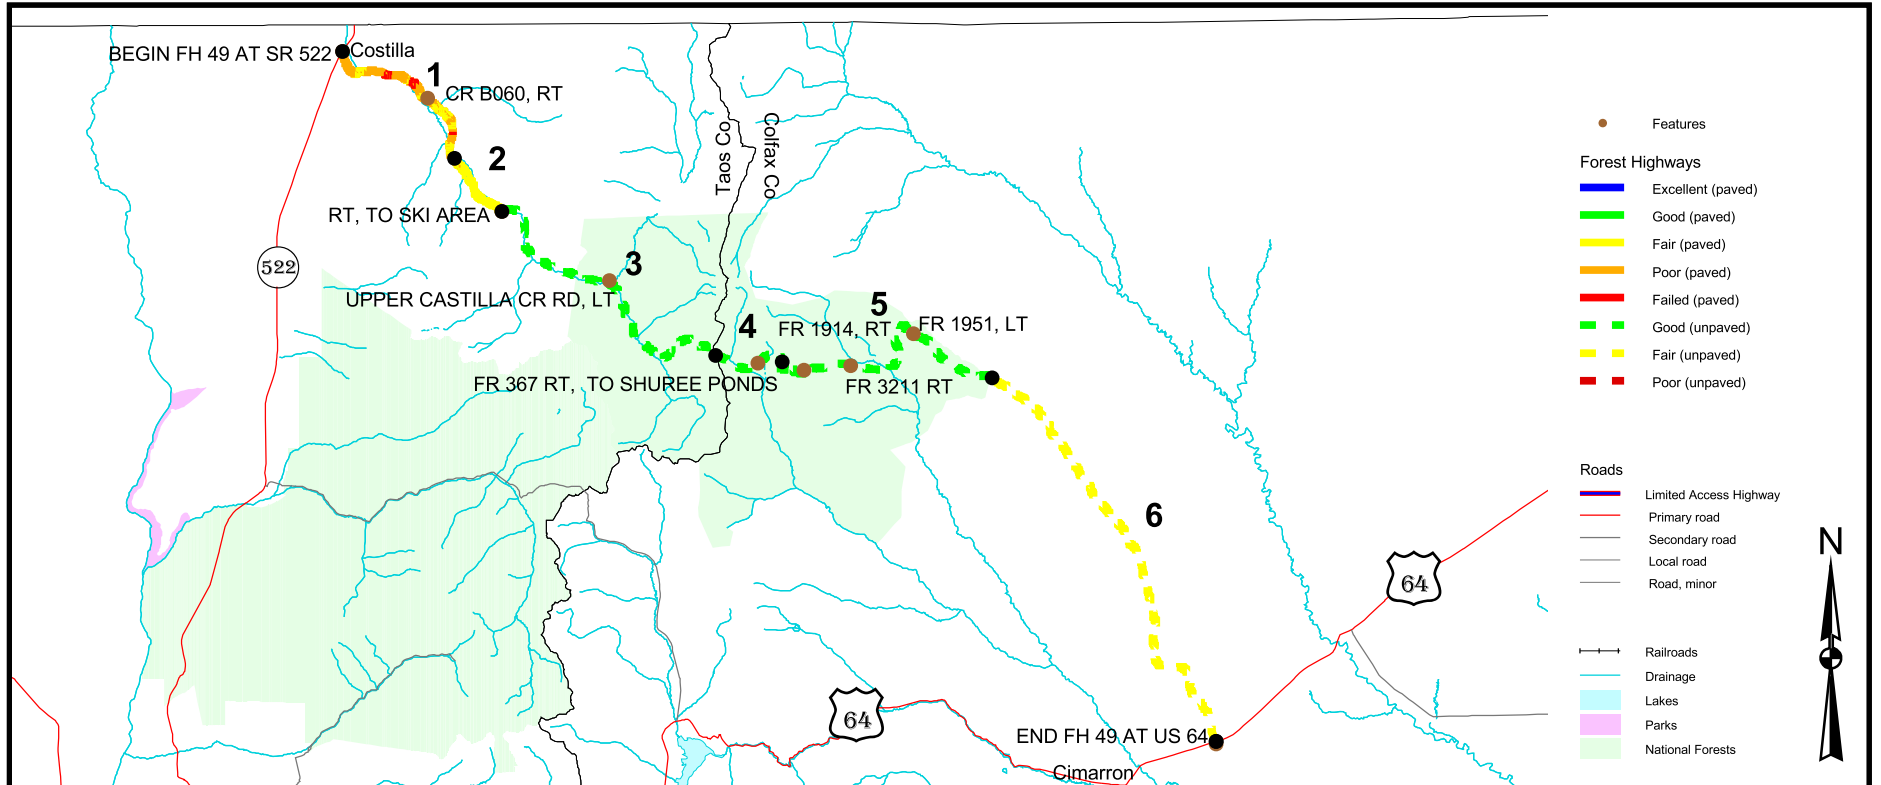 BEGIN FH 49 AT SR 522
Costilla
1
CR B060, RT
2
RT, TO SKI AREA
Taos Co
Colfax Co
522
3
UPPER CASTILLA CR RD, LT
4
5
FR 1914, RT
FR 1951, LT
FR 367 RT, TO SHUREE PONDS
FR 3211 RT
6
64
64
END FH 49 AT US 64
Cimarron
Features
Forest Highways
Excellent (paved)
Good (paved)
Fair (paved)
Poor (paved)
Failed (paved)
Good (unpaved)
Fair (unpaved)
Poor (unpaved)
Roads
Limited Access Highway
Primary road
Secondary road
Local road
Road, minor
Railroads
Drainage
Lakes
Parks
National Forests
N